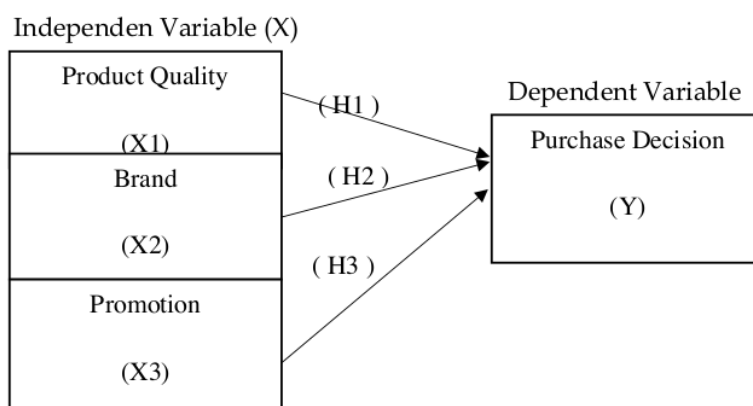 Independen Variable (X)
Product Quality
(X1)
Brand
(X2)
Promotion
(X3)
( H1 )
( H2 )
( H3 )
Dependent Variable
Purchase Decision
(Y)